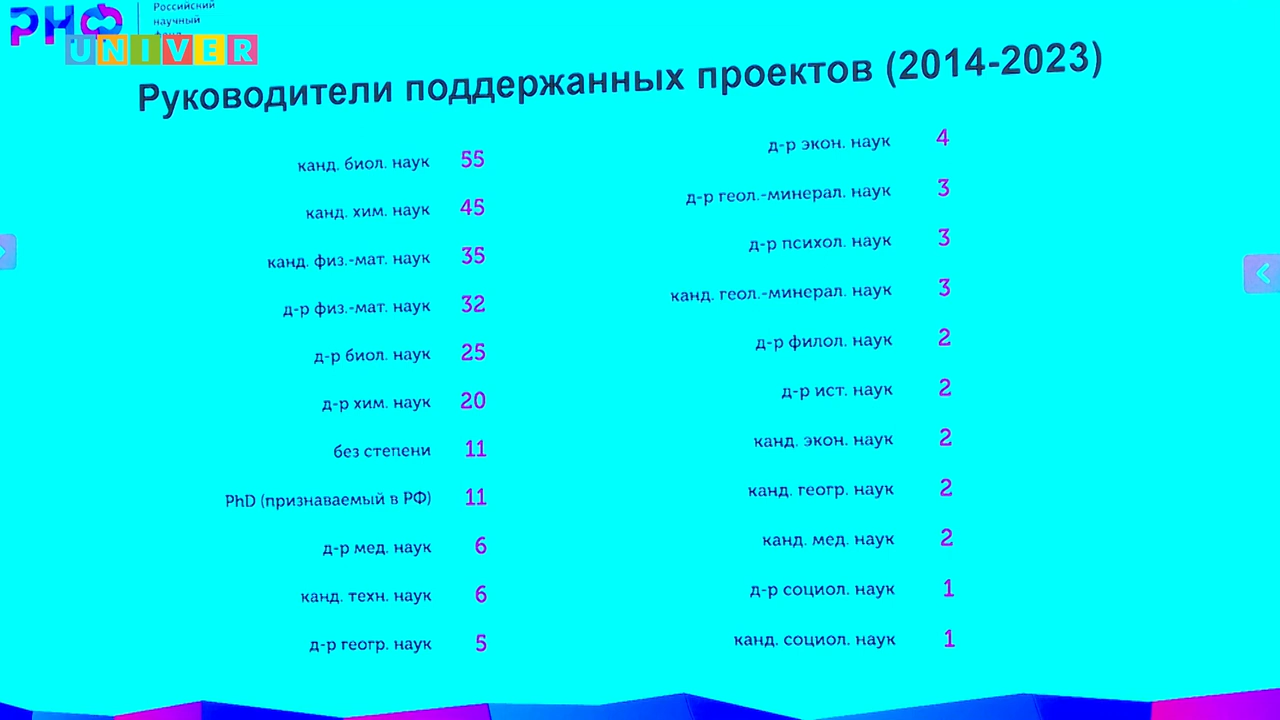 РНФ
Российский
научный
фонд
UNIVER
Руководители поддержанных проектов (2014-2023)
канд. биол. наук 55
канд. хим. наук 45
канд. физ.-мат. наук 35
д-р физ.-мат. наук 32
д-р биол. наук 25
д-р хим. наук 20
без степени 11
PhD (признаваемый в РФ) 11
д-р мед. наук 6
канд. техн. наук 6
д-р геогр. наук 5
д-р экон. наук 4
д-р геол.-минерал. наук 3
д-р психол. наук 3
канд. геол.-минерал. наук 3
д-р филол. наук 2
д-р ист. наук 2
канд. экон. наук 2
канд. геогр. наук 2
канд. мед. наук 2
д-р социол. наук 1
канд. социол. наук 1